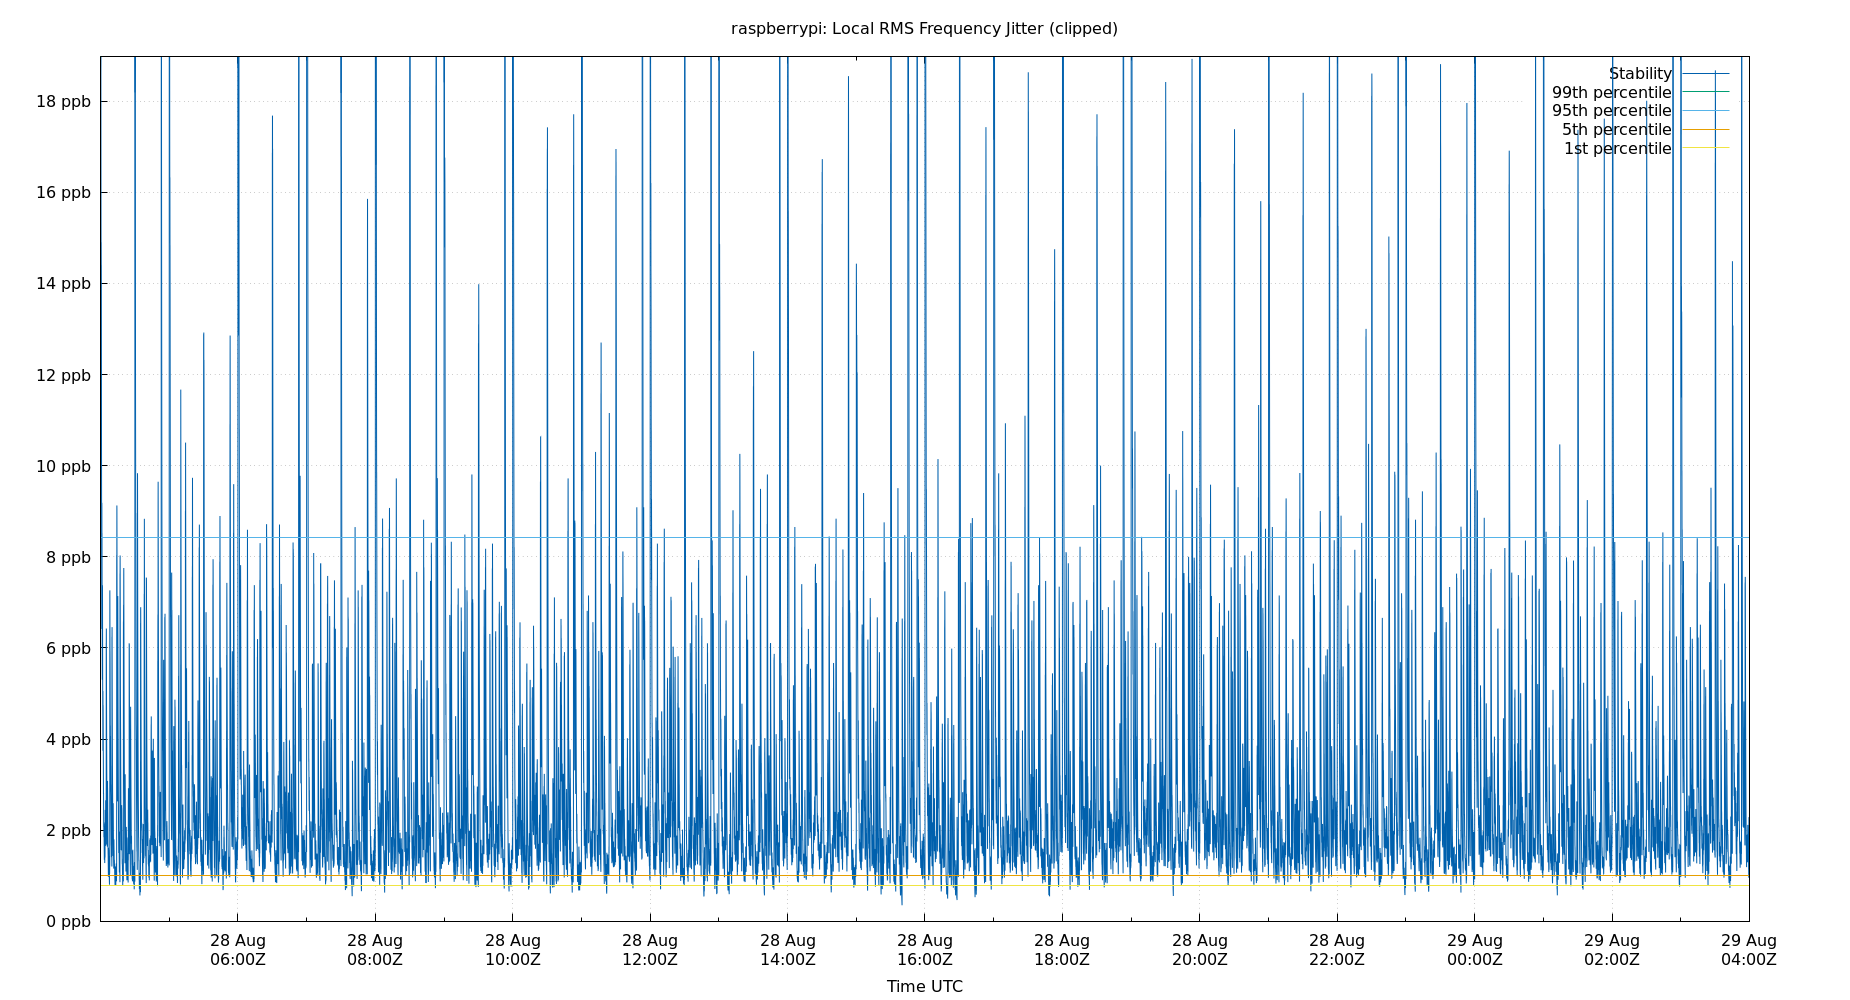 raspberrypi: Local RMS Frequency Jitter (clipped)
Stability
99th percentile
95th percentile
5th percentile
1st percentile
18 ppb
16 ppb
14 ppb
12 ppb
10 ppb
8 ppb
6 ppb
4 ppb
2 ppb
0 ppb
28 Aug 28 Aug 28 Aug 28 Aug 28 Aug 28 Aug 28 Aug 28 Aug 28 Aug 29 Aug 29 Aug 29 Aug
06:00Z 08:00Z 10:00Z 12:00Z 14:00Z 16:00Z 18:00Z 20:00Z 22:00Z 00:00Z 02:00Z 04:00Z
Time UTC